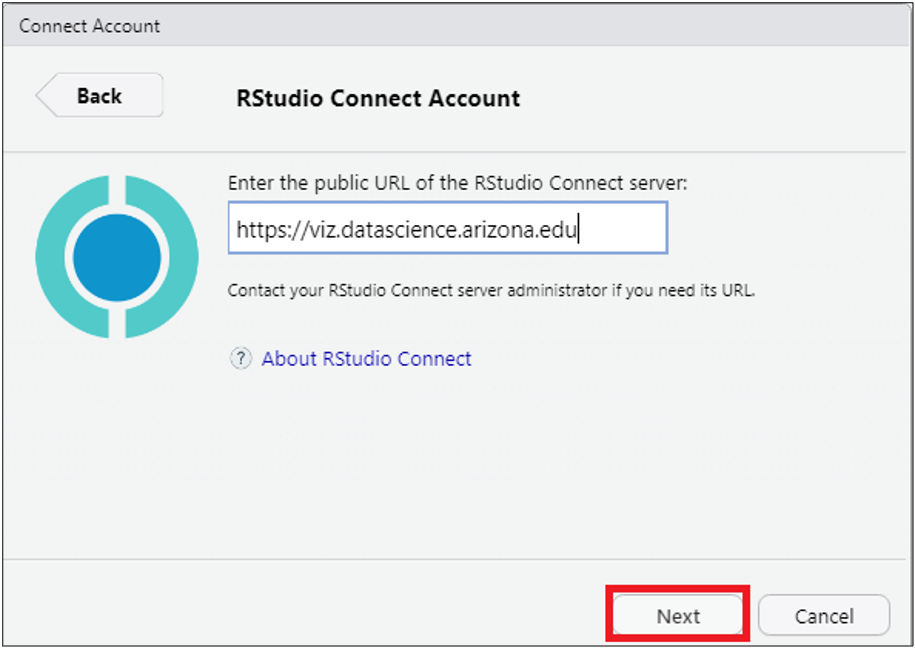 Connect Account
Back
RStudio Connect Account
Enter the public URL of the RStudio Connect server:
https://viz.datascience.arizona.edu
Contact your RStudio Connect server administrator if you need its URL.
? About RStudio Connect
Next
Cancel